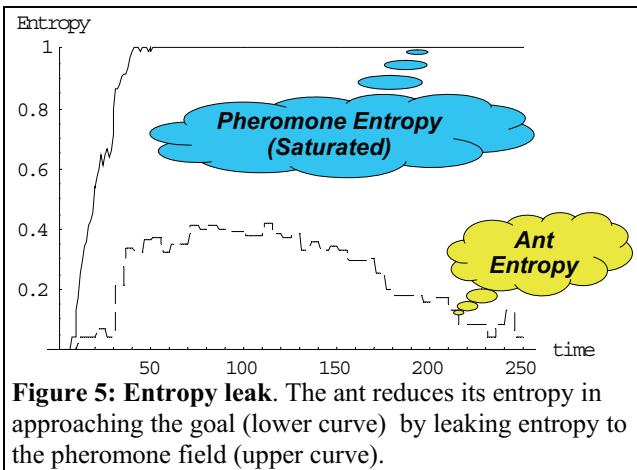 Entropy
1
0.8
0.6
0.4
0.2
Pheromone Entropy
(Saturated)
Ant
Entropy
time
50
100
150
200
250
Figure 5: Entropy leak. The ant reduces its entropy in
approaching the goal (lower curve) by leaking entropy to
the pheromone field (upper curve).